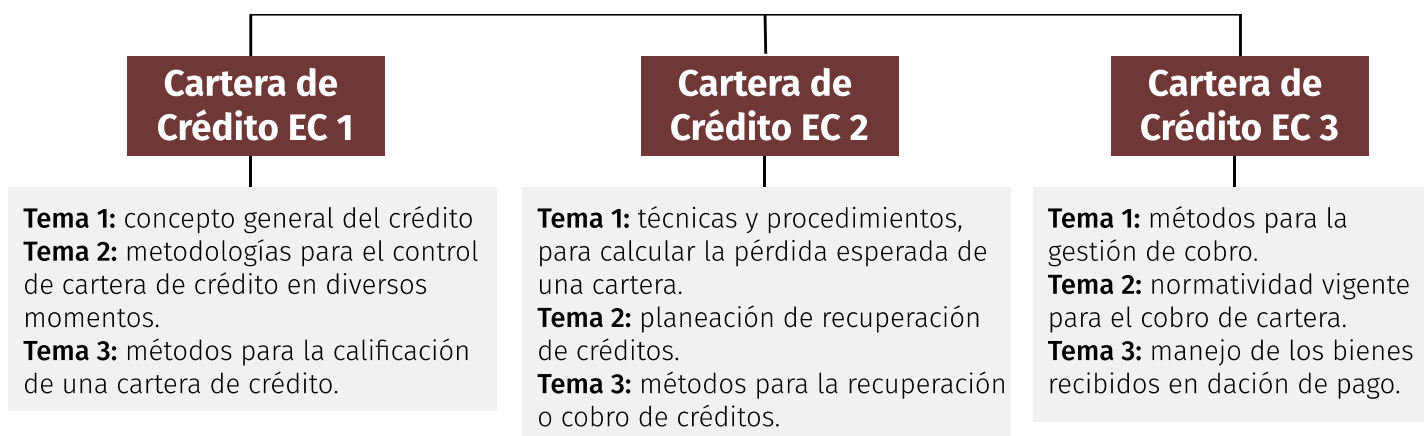 Cartera de
Crédito EC 1
Tema 1: concepto general del crédito
Tema 2: metodologías para el control
de cartera de crédito en diversos
momentos.
Tema 3: métodos para la calificación
de una cartera de crédito.
Cartera de
Crédito EC 2
Tema 1: técnicas y procedimientos,
para calcular la pérdida esperada de
una cartera.
Tema 2: planeación de recuperación
de créditos.
Tema 3: métodos para la recuperación
o cobro de créditos.
Cartera de
Crédito EC 3
Tema 1: métodos para la
gestión de cobro.
Tema 2: normatividad vigente
para el cobro de cartera.
Tema 3: manejo de los bienes
recibidos en dación de pago.